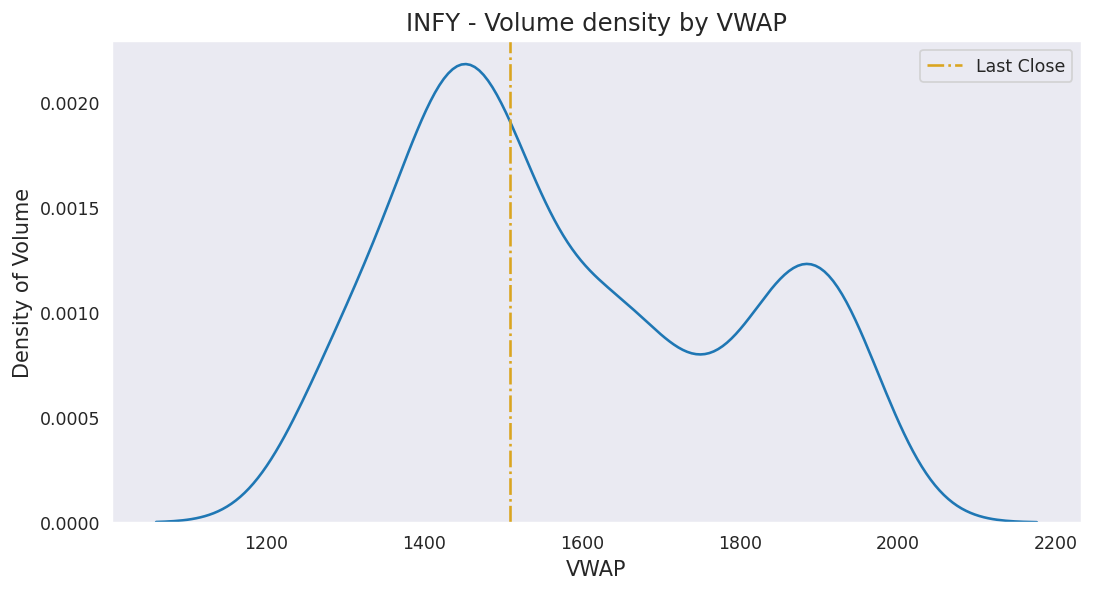 INFY - Volume density by VWAP
Last Close
Density of Volume
0.0020
0.0015
0.0010
0.0005
0.0000
1200 1400 1600 1800 2000 2200
VWAP